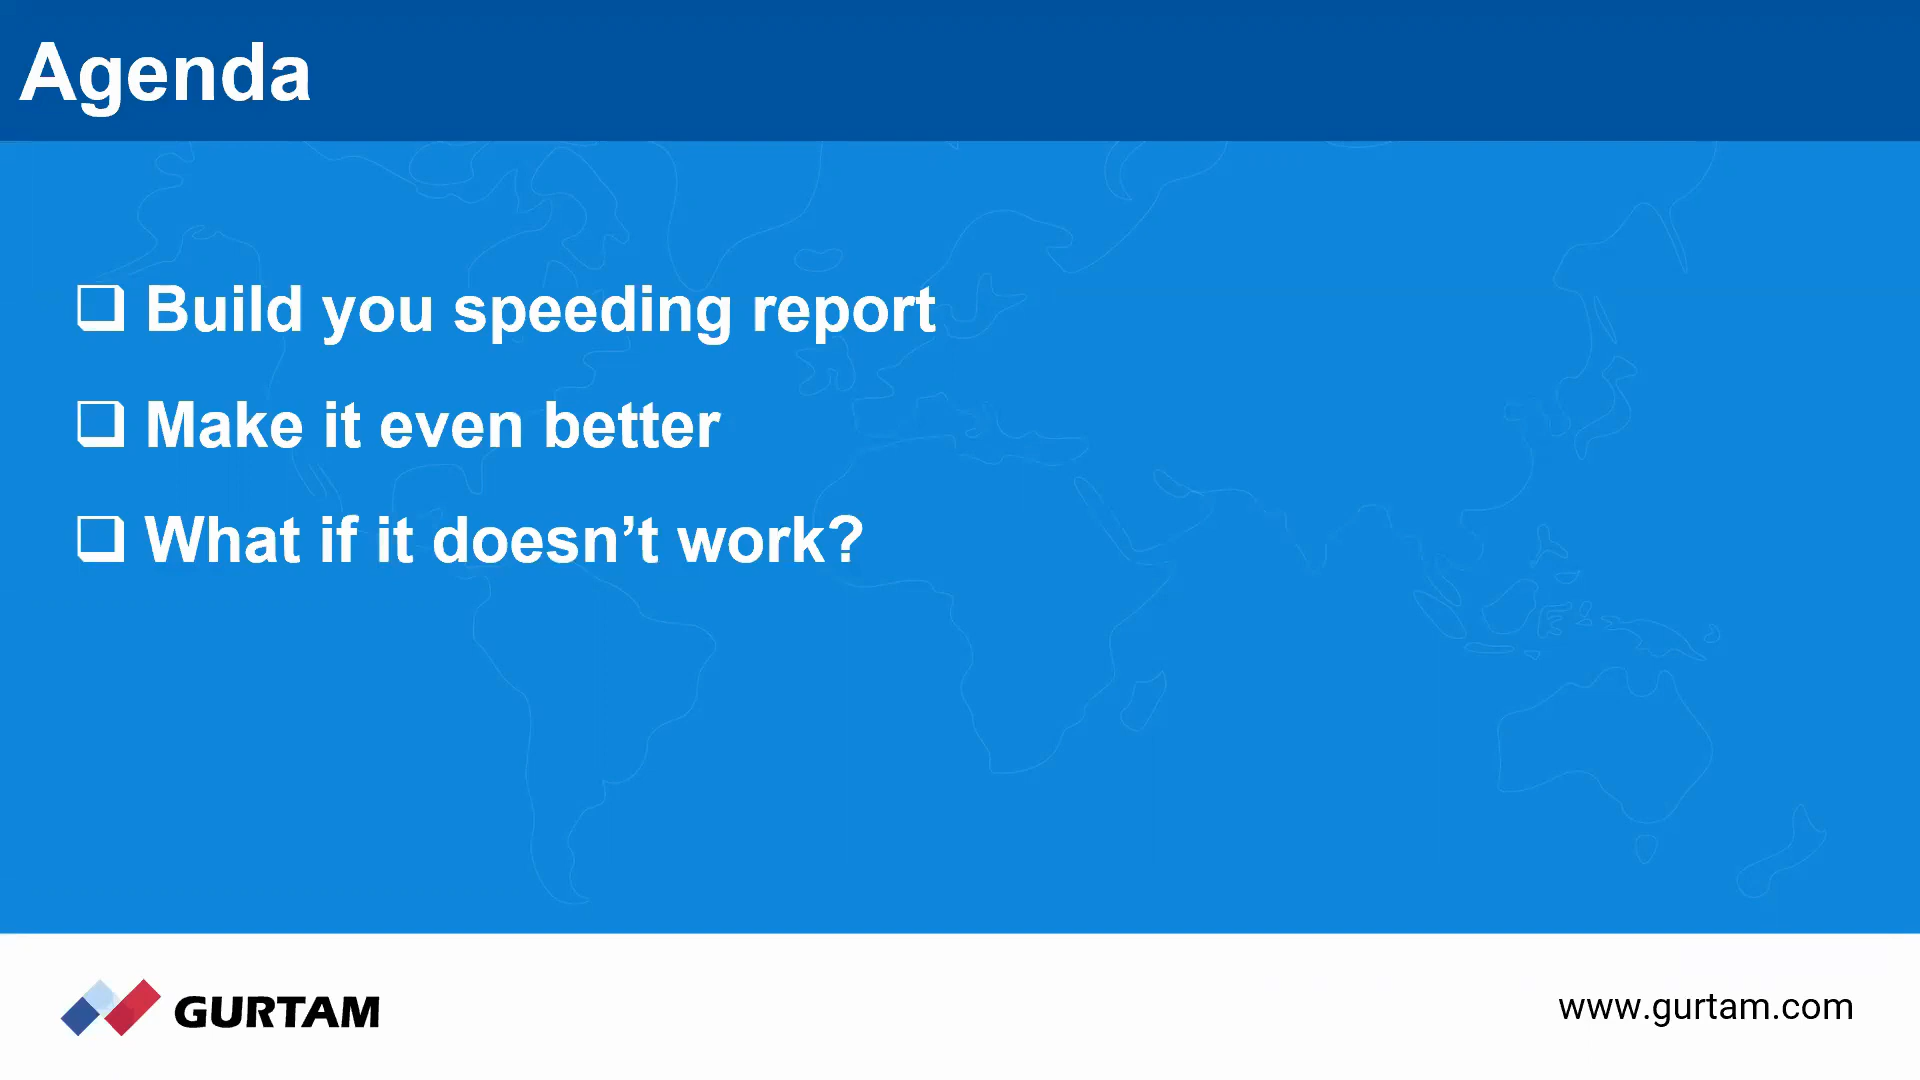 Agenda
❑ Build you speeding report
❑ Make it even better
❑ What if it doesn’t work?
GURTAM
www.gurtam.com